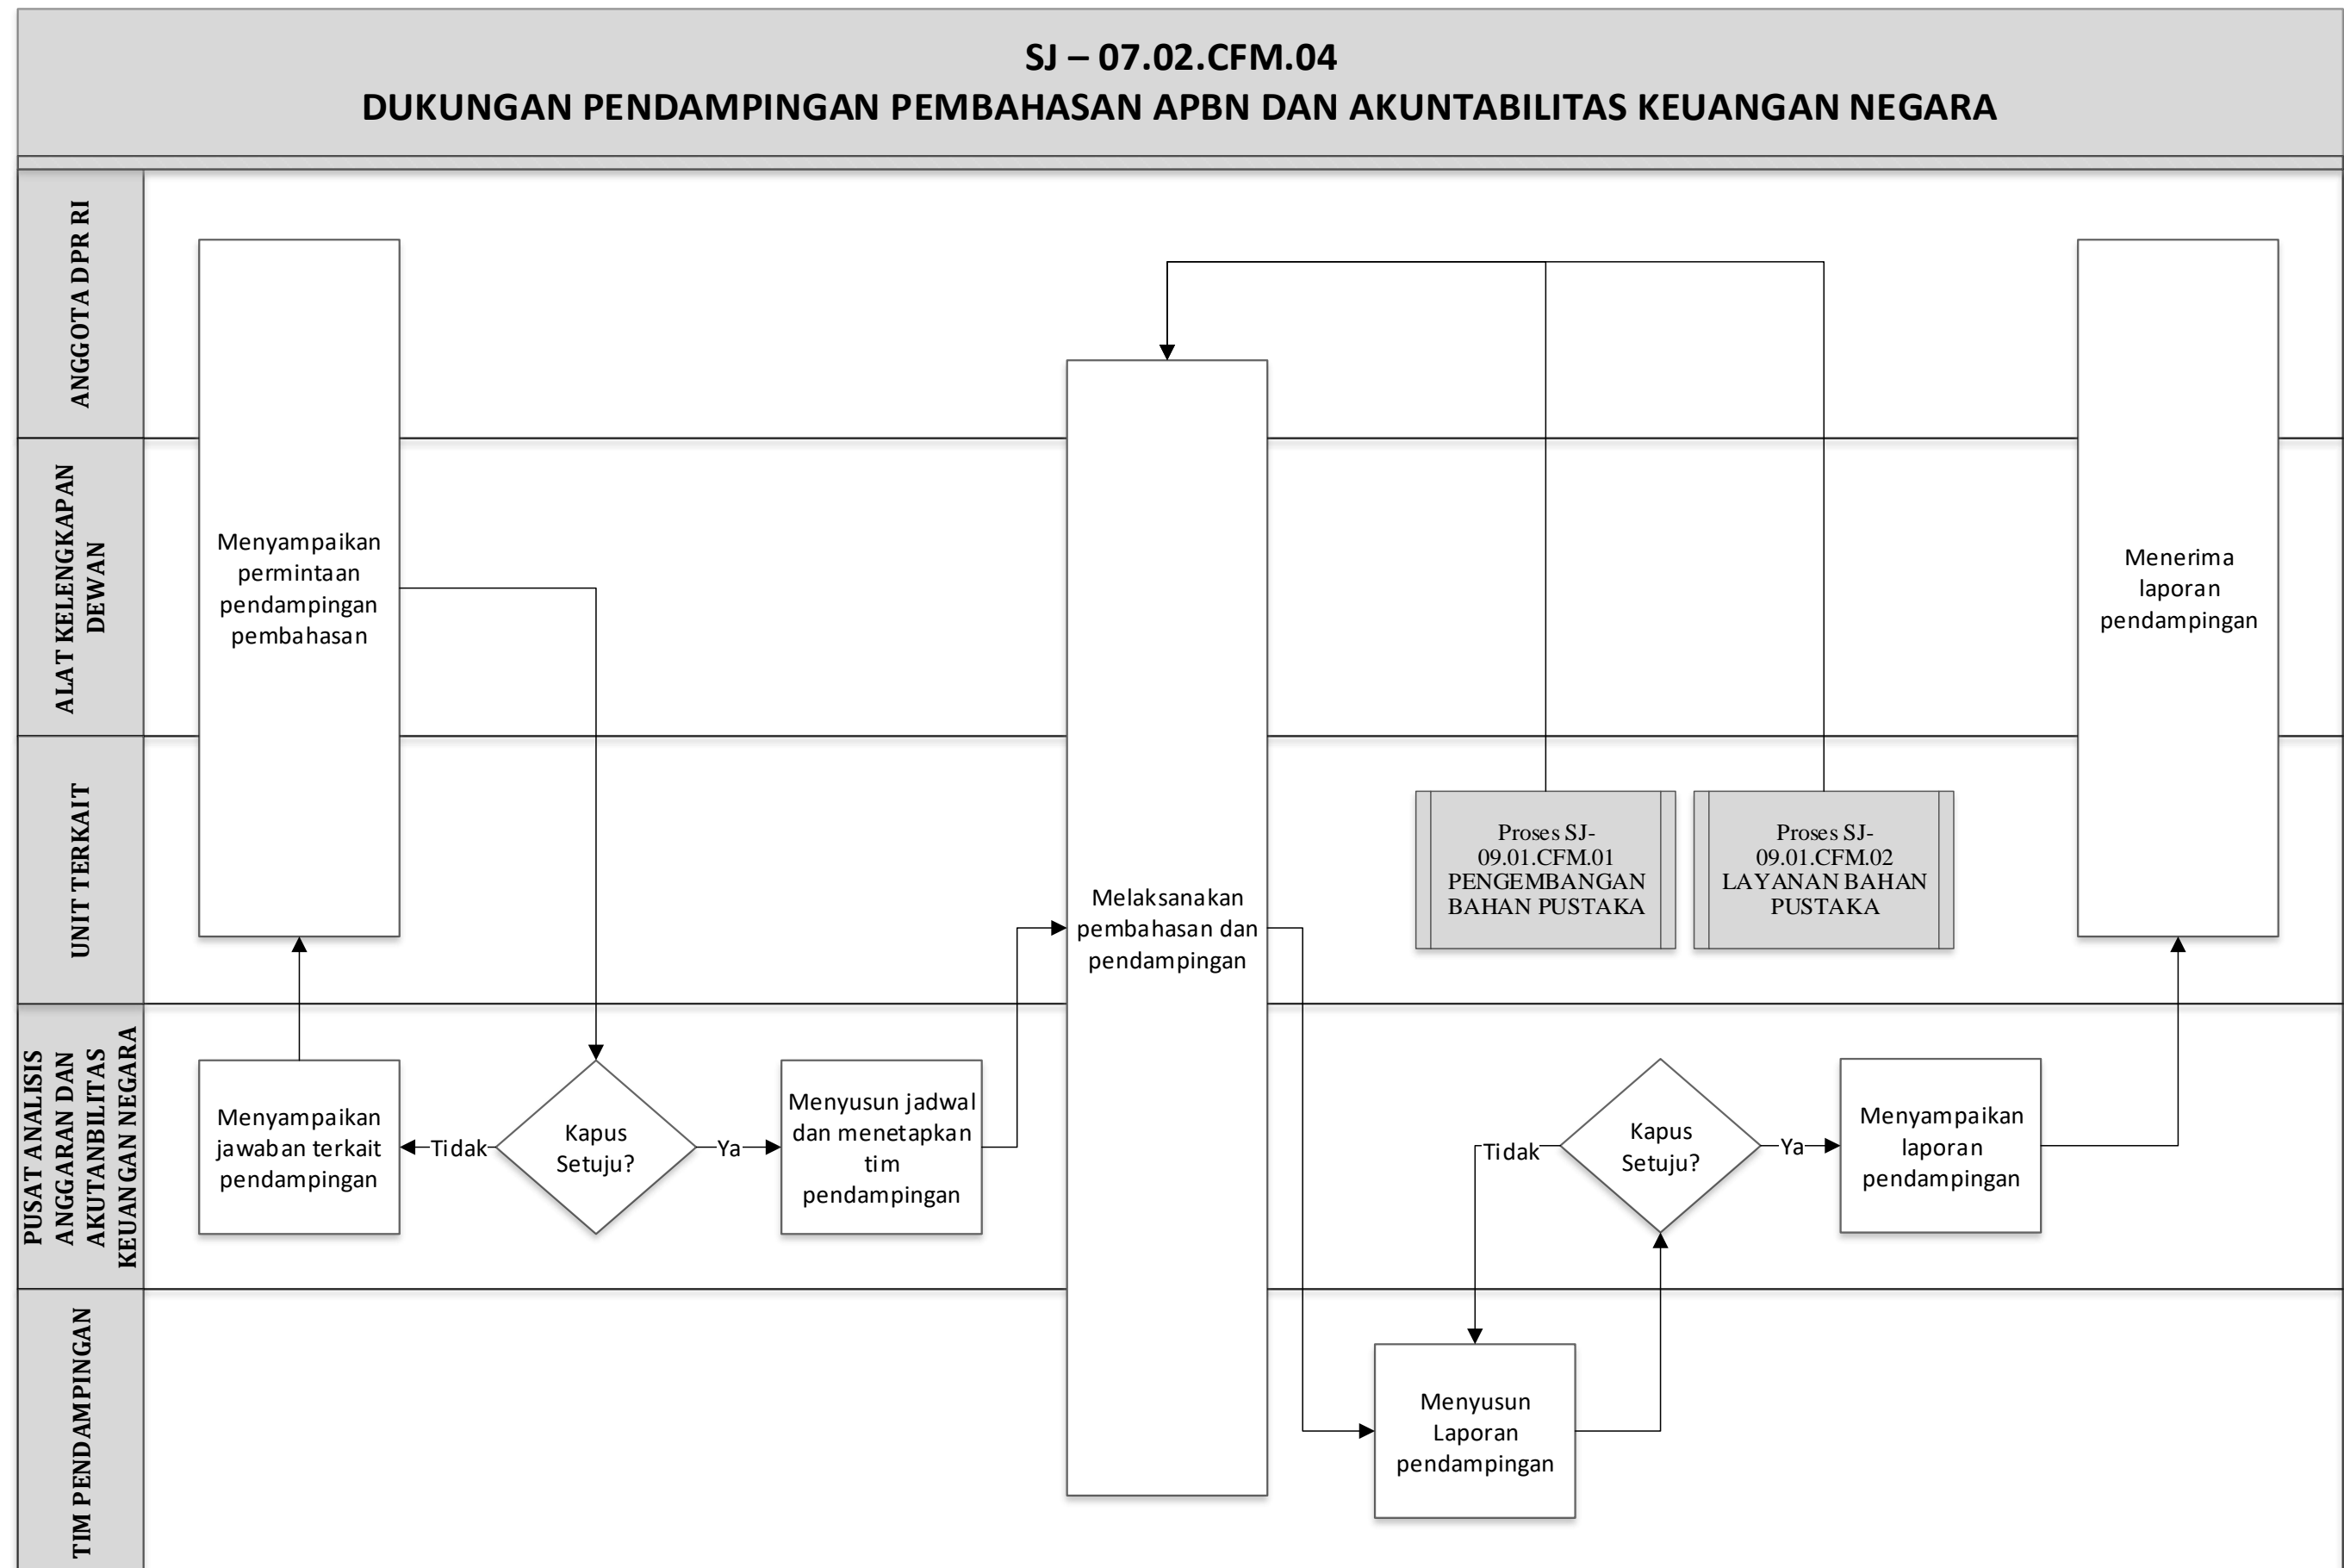 SJ – 07.02.CFM.04
DUKUNGAN PENDAMPINGAN PEMBAHASAN APBN DAN AKUNTABILITAS KEUANGAN NEGARA
ANGGOTA DPR RI
ALAT KELENGKAPAN
DEWAN
UNIT TERKAIT
PUSAT ANALISIS
ANGGARAN DAN
AKUTANBILITAS
KEUANGAN NEGARA
TIM PENDAMPINGAN
Menyampaikan
permintaan
pendampingan
pembahasan
Menyampaikan
jawaban terkait
pendampingan
Tidak
Kapus
Setuju?
Ya
Menyusun jadwal
dan menetapkan
tim
pendampingan
Melaksanakan
pembahasan dan
pendampingan
Proses SJ-
09.01.CFM.01
PENGEMBANGAN
BAHAN PUSTAKA
Proses SJ-
09.01.CFM.02
LAYANAN BAHAN
PUSTAKA
Menyusun
Laporan
pendampingan
Tidak
Kapus
Setuju?
Ya
Menyampaikan
laporan
pendampingan
Menerima
laporan
pendampingan